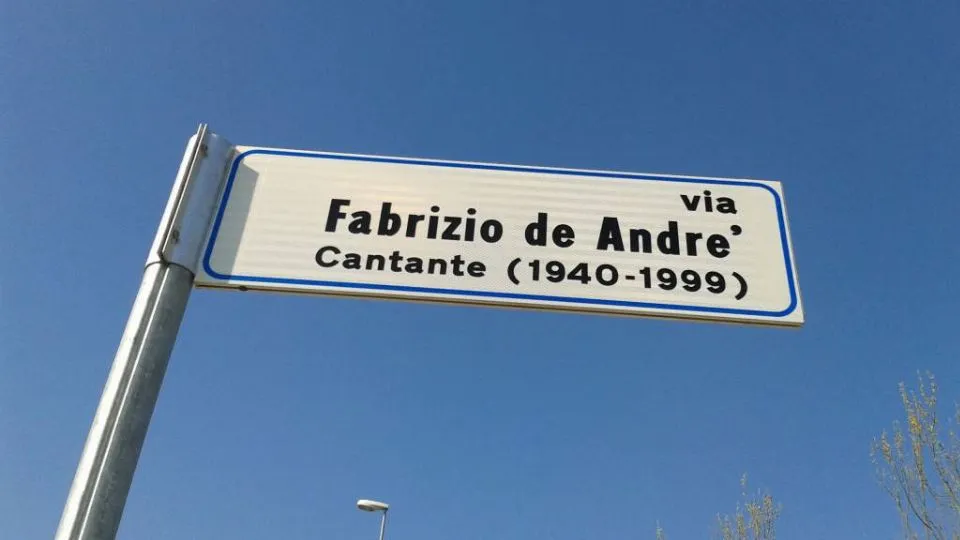 via
Fabrizio de Andre’
Cantante (1940-1999)